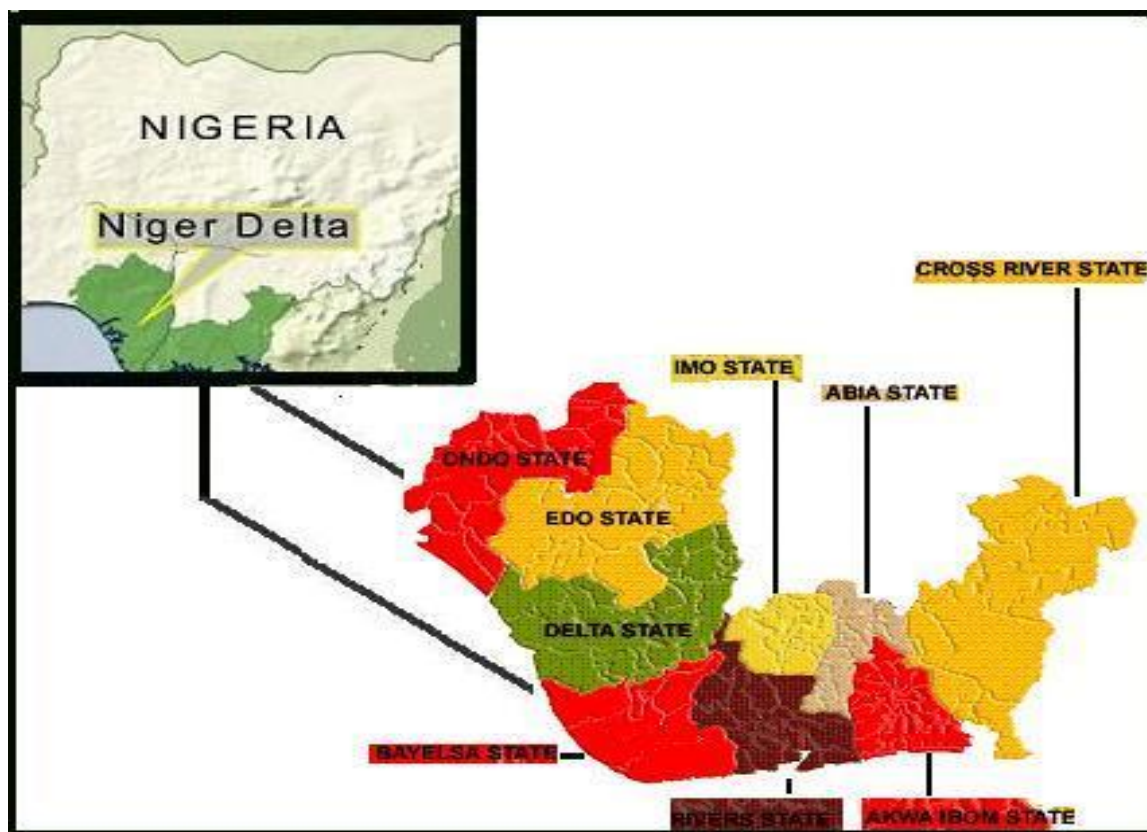 NIGERIA
Niger Delta
CROSS RIVER STATE
IMO STATE
ABIA STATE
ONDO STATE
EDO STATE
DELTA STATE
BAYELSA STATE
RIVERS STATE
AKWA IBOM STATE